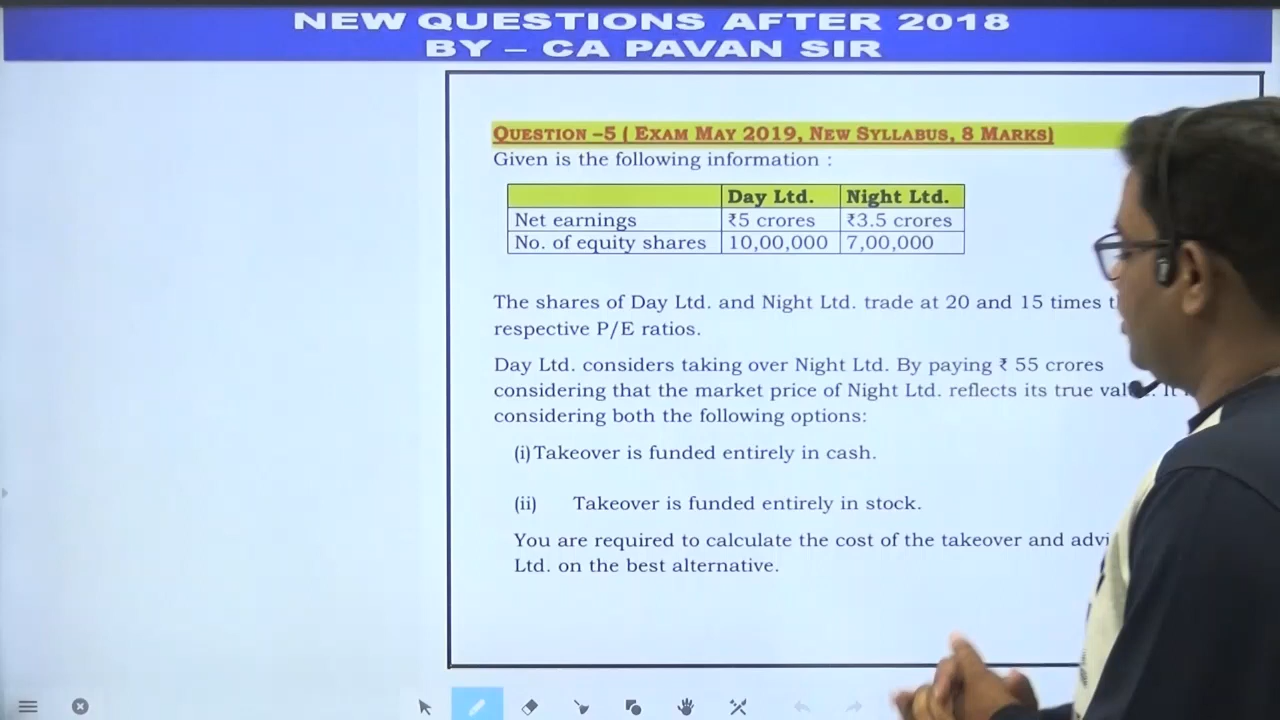 NEW QUESTIONS AFTER 2018
BY – CA PAVAN SIR
QUESTION –5 ( EXAM MAY 2019, NEW SYLLABUS, 8 MARKS)
Given is the following information :
Day Ltd. Night Ltd.
Net earnings ₹5 crores ₹3.5 crores
No. of equity shares 10,00,000 7,00,000
The shares of Day Ltd. and Night Ltd. trade at 20 and 15 times
respective P/E ratios.
Day Ltd. considers taking over Night Ltd. By paying ₹ 55 crores
considering that the market price of Night Ltd. reflects its true
considering both the following options:
(i)Takeover is funded entirely in cash.
(ii) Takeover is funded entirely in stock.
You are required to calculate the cost of the takeover and
Ltd. on the best alternative.